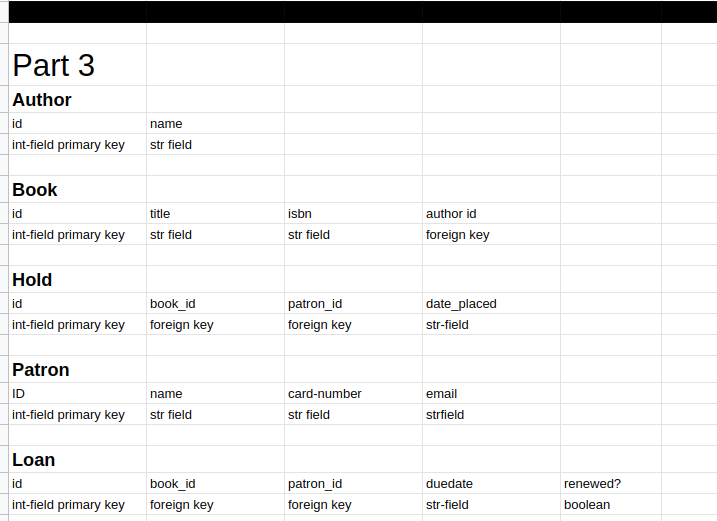 Part 3
Author
id name
int-field primary key str field
Book
id title isbn author id
int-field primary key str field str field foreign key
Hold
id book_id patron_id date_placed
int-field primary key foreign key foreign key str-field
Patron
ID name card-number email
int-field primary key str field str field strfield
Loan
id book_id patron_id duedate renewed?
int-field primary key foreign key foreign key str-field boolean